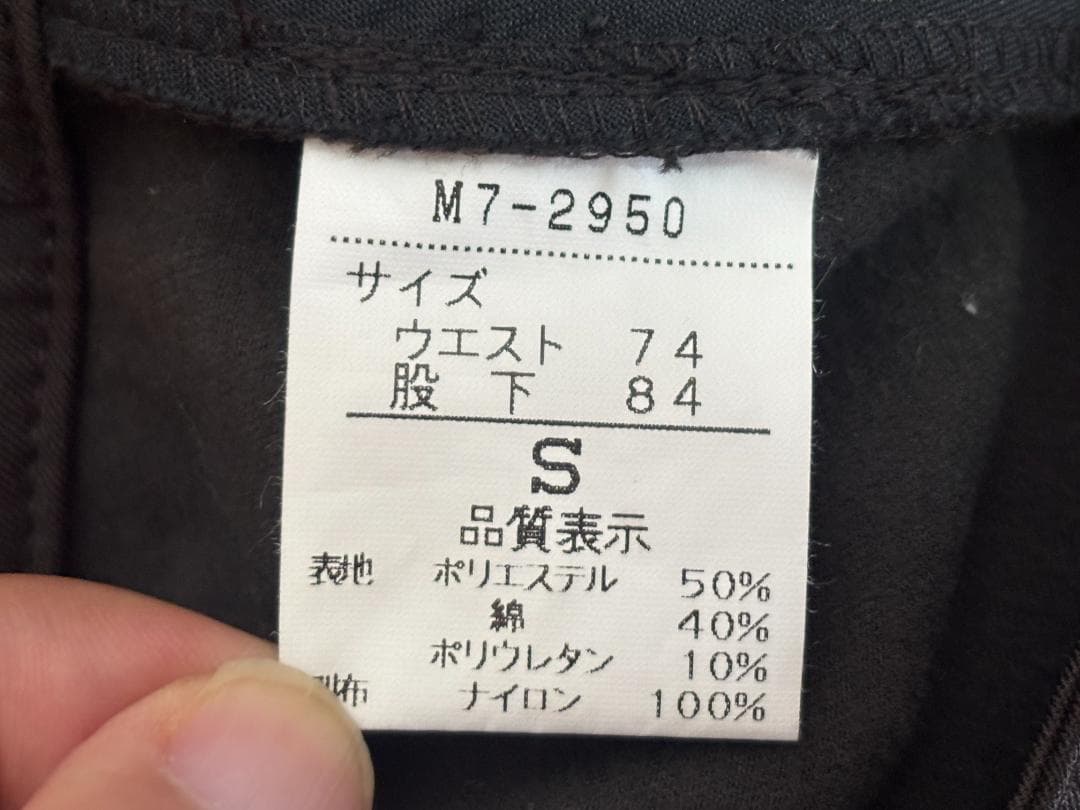 M7-2950
サイズ
ウエスト 74
股下 84
S
品質表示
表地 ポリエステル 50%
綿 40%
ポリウレタン 10%
ナイロン 100%